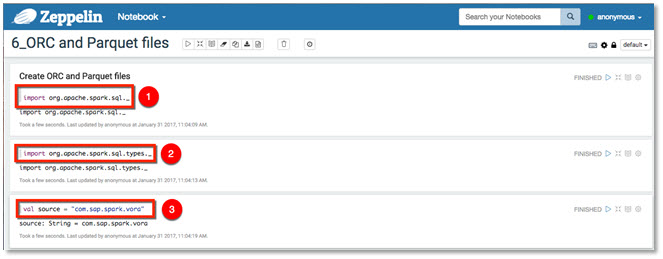 Zeppelin Notebook Search your Notebooks anonymous
6_ORC and Parquet files default
Create ORC and Parquet files FINISHED
import org.apache.spark.sql._ 1
import org.apache.spark.sql._
Took a few seconds. Last updated by anonymous at January 31 2017, 11:04:09 AM.
import org.apache.spark.sql.types._ 2 FINISHED
import org.apache.spark.sql.types._
Took a few seconds. Last updated by anonymous at January 31 2017, 11:04:13 AM.
val source = "com.sap.spark.vora" 3 FINISHED
source: String = com.sap.spark.vora
Took a few seconds. Last updated by anonymous at January 31 2017, 11:04:19 AM.